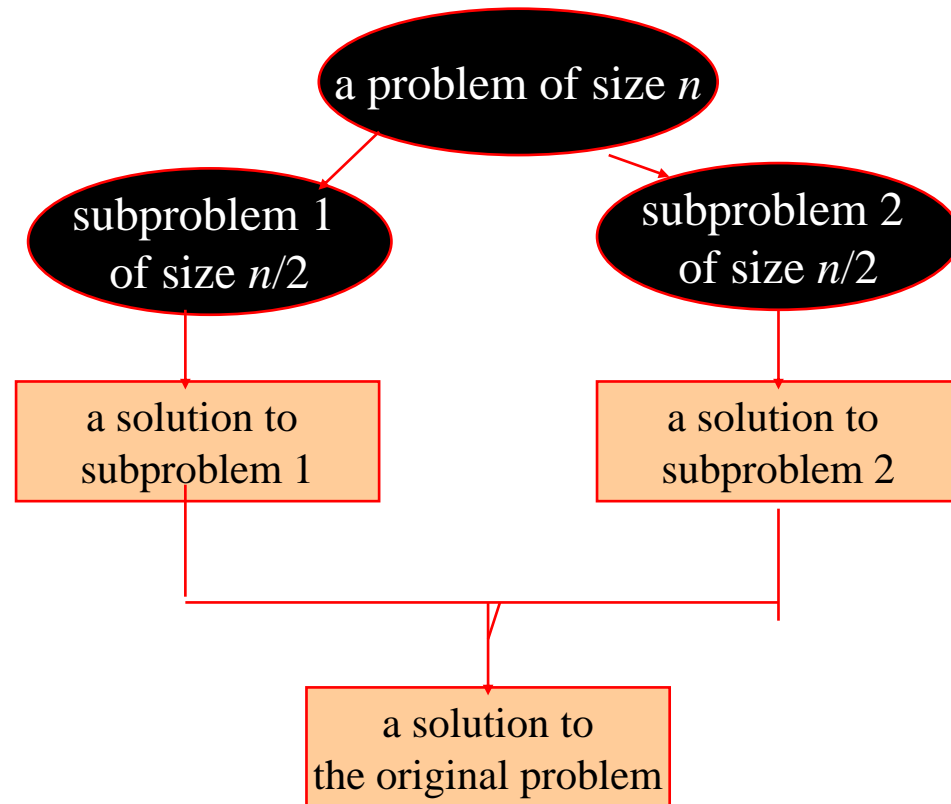 a problem of size n
subproblem 1
of size n/2
subproblem 2
of size n/2
a solution to
subproblem 1
a solution to
subproblem 2
a solution to
the original problem